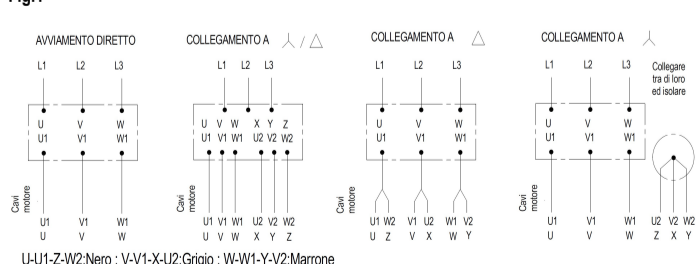 Fig.1
AVVIAMENTO DIRETTO
L1 L2 L3
U V W
U1 V1 W1
Cavi motore
U1 V1 W1
U V W
COLLEGAMENTO A /
L1 L2 L3
U V W X Y Z
U1 V1 W1 U2 V2 W2
Cavi motore
U1 V1 W1 U2 V2 W2
U V W X Y Z
COLLEGAMENTO A
L1 L2 L3
U V W
U1 V1 W1
Cavi motore
U1 W2 V1 U2 W1 V2
U Z V X W Y
COLLEGAMENTO A
L1 L2 L3
Collegare
tra di loro
ed isolare
U V W
U1 V1 W1
Cavi motore
U1 V1 W1 U2 V2 W2
U V W Z X Y
U-U1-Z-W2:Nero ; V-V1-X-U2:Grigio ; W-W1-Y-V2:Marrone